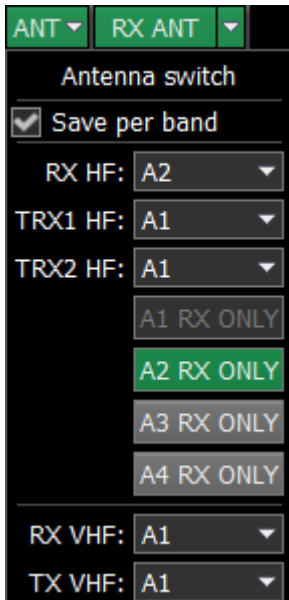 ANT RX ANT
Antenna switch
Save per band
RX HF: A2
TRX1 HF: A1
TRX2 HF: A1
A1 RX ONLY
A2 RX ONLY
A3 RX ONLY
A4 RX ONLY
RX VHF: A1
TX VHF: A1